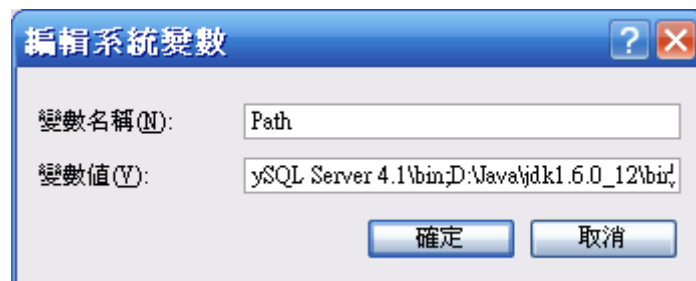 編輯系統變數
變數名稱(N): Path
變數值(V): ySQL Server 4.1\bin;D:\Java\jdk1.6.0_12\bin;
確定 取消